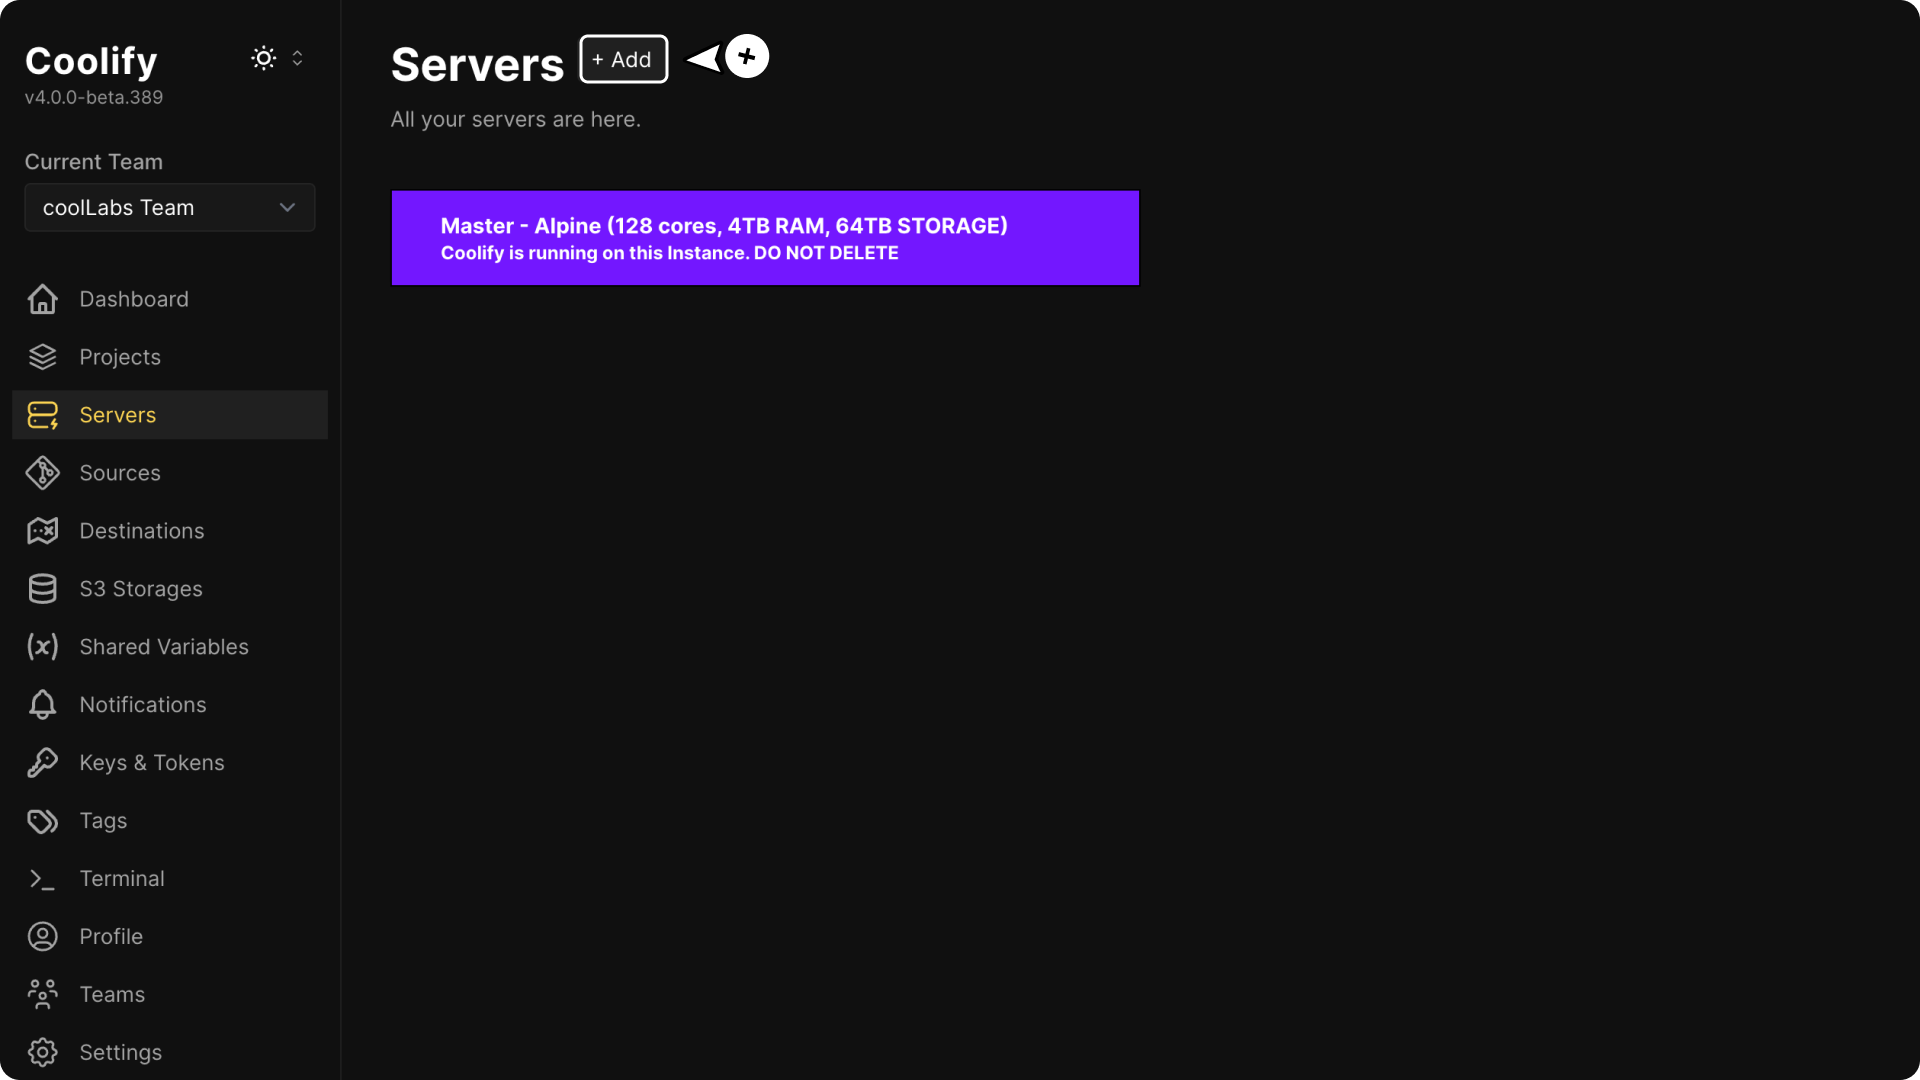 Coolify
v4.0.0-beta.389
Current Team
coolLabs Team
Dashboard
Projects
Servers
Sources
Destinations
S3 Storages
Shared Variables
Notifications
Keys & Tokens
Tags
Terminal
Profile
Teams
Settings
Servers
+ Add
All your servers are here.
Master - Alpine (128 cores, 4TB RAM, 64TB STORAGE)
Coolify is running on this Instance. DO NOT DELETE